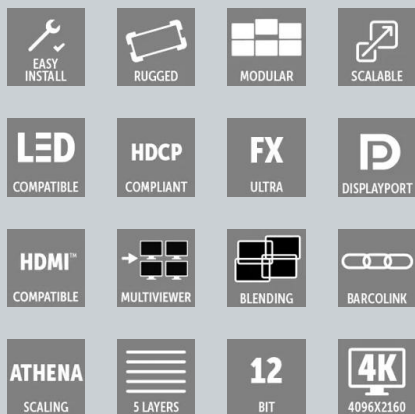 EASY
INSTALL
RUGGED
MODULAR
SCALABLE
LED
COMPATIBLE
HDCP
COMPLIANT
FX
ULTRA
DISPLAYPORT
HDMI™
COMPATIBLE
MULTIVIEWER
BLENDING
BARCOLINK
ATHENA
SCALING
5 LAYERS
12
BIT
4K
4096X2160